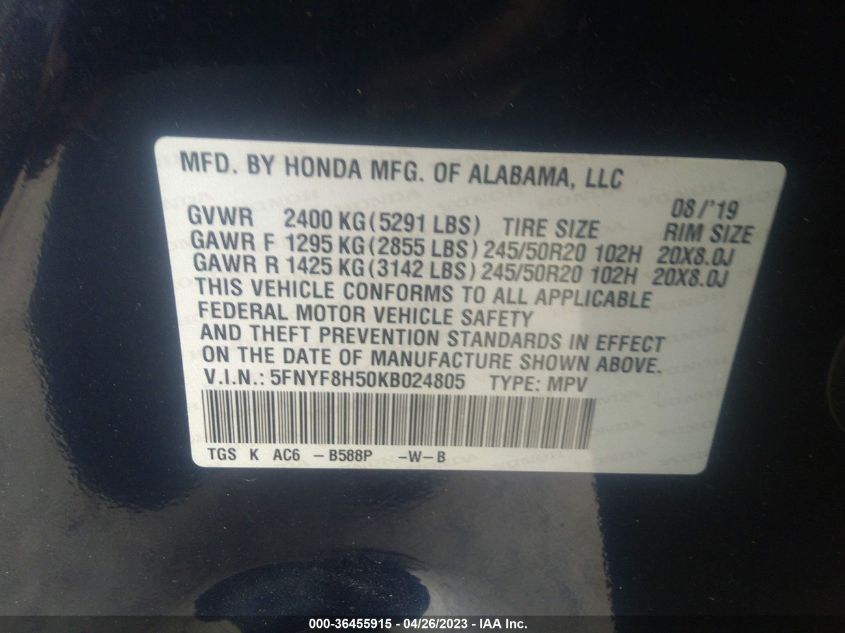 MFD. BY HONDA MFG. OF ALABAMA, LLC
08/'19
GVWR 2400 KG(5291 LBS) TIRE SIZE RIM SIZE
GAWR F 1295 KG(2855 LBS) 245/50R20 102H 20X8.0J
GAWR R 1425 KG(3142 LBS) 245/50R20 102H 20X8.0J
THIS VEHICLE CONFORMS TO ALL APPLICABLE
FEDERAL MOTOR VEHICLE SAFETY
AND THEFT PREVENTION STANDARDS IN EFFECT
ON THE DATE OF MANUFACTURE SHOWN ABOVE.
V.I.N.: 5FNYF8H50KB024805 TYPE: MPV
TGS K AC6 -B588P -W-B
000-36455915 - 04/26/2023 - IAA Inc.